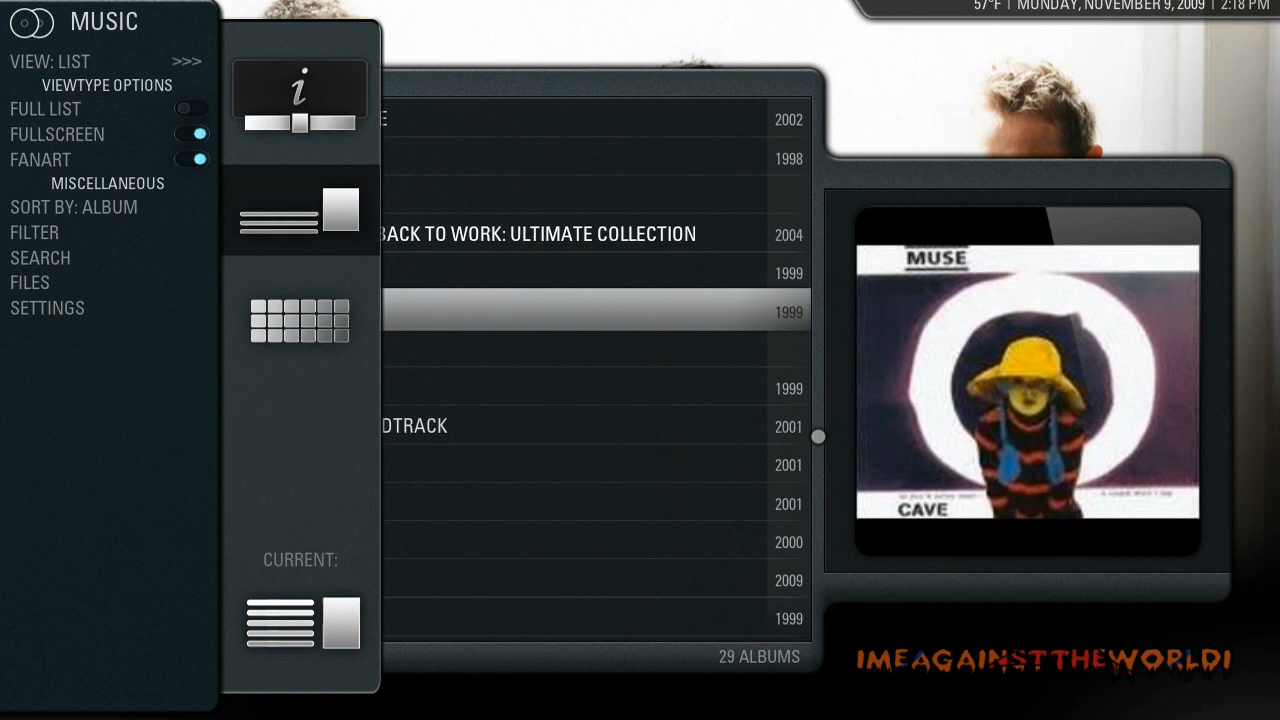 MUSIC
57°F | MONDAY, NOVEMBER 9, 2009 | 2:18 PM
VIEW: LIST >>>
VIEWTYPE OPTIONS
FULL LIST
FULLSCREEN
FANART
MISCELLANEOUS
SORT BY: ALBUM
FILTER
SEARCH
FILES
SETTINGS
i
CURRENT:
E 2002
1998
BACK TO WORK: ULTIMATE COLLECTION 2004
1999
1999
1999
DTRACK 2001
2001
2001
2000
2009
1999
29 ALBUMS
MUSE
CAVE
IMEAGAINSTTHEWORLDI